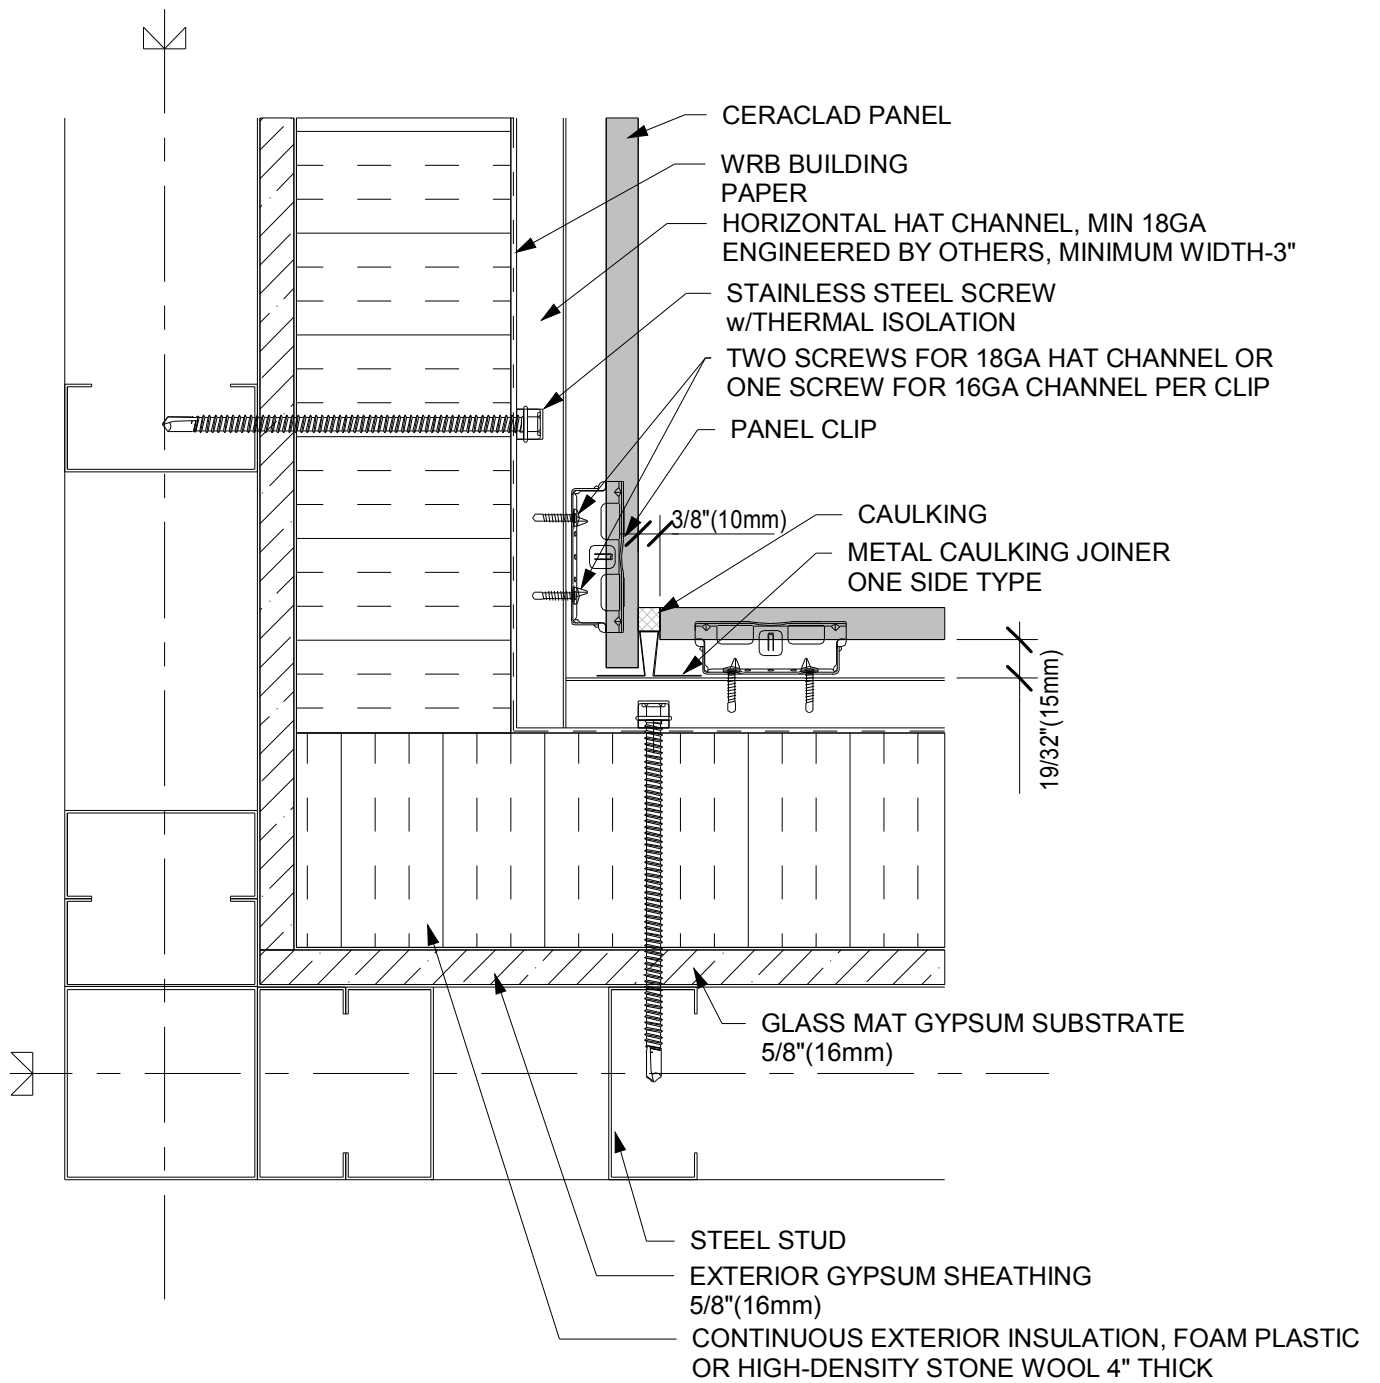 CERACLAD PANEL
WRB BUILDING
PAPER
HORIZONTAL HAT CHANNEL, MIN 18GA
ENGINEERED BY OTHERS, MINIMUM WIDTH-3"
STAINLESS STEEL SCREW
w/THERMAL ISOLATION
TWO SCREWS FOR 18GA HAT CHANNEL OR
ONE SCREW FOR 16GA CHANNEL PER CLIP
PANEL CLIP
3/8"(10mm)
CAULKING
METAL CAULKING JOINER
ONE SIDE TYPE
19/32"(15mm)
GLASS MAT GYPSUM SUBSTRATE
5/8"(16mm)
STEEL STUD
EXTERIOR GYPSUM SHEATHING
5/8"(16mm)
CONTINUOUS EXTERIOR INSULATION, FOAM PLASTIC
OR HIGH-DENSITY STONE WOOL 4" THICK